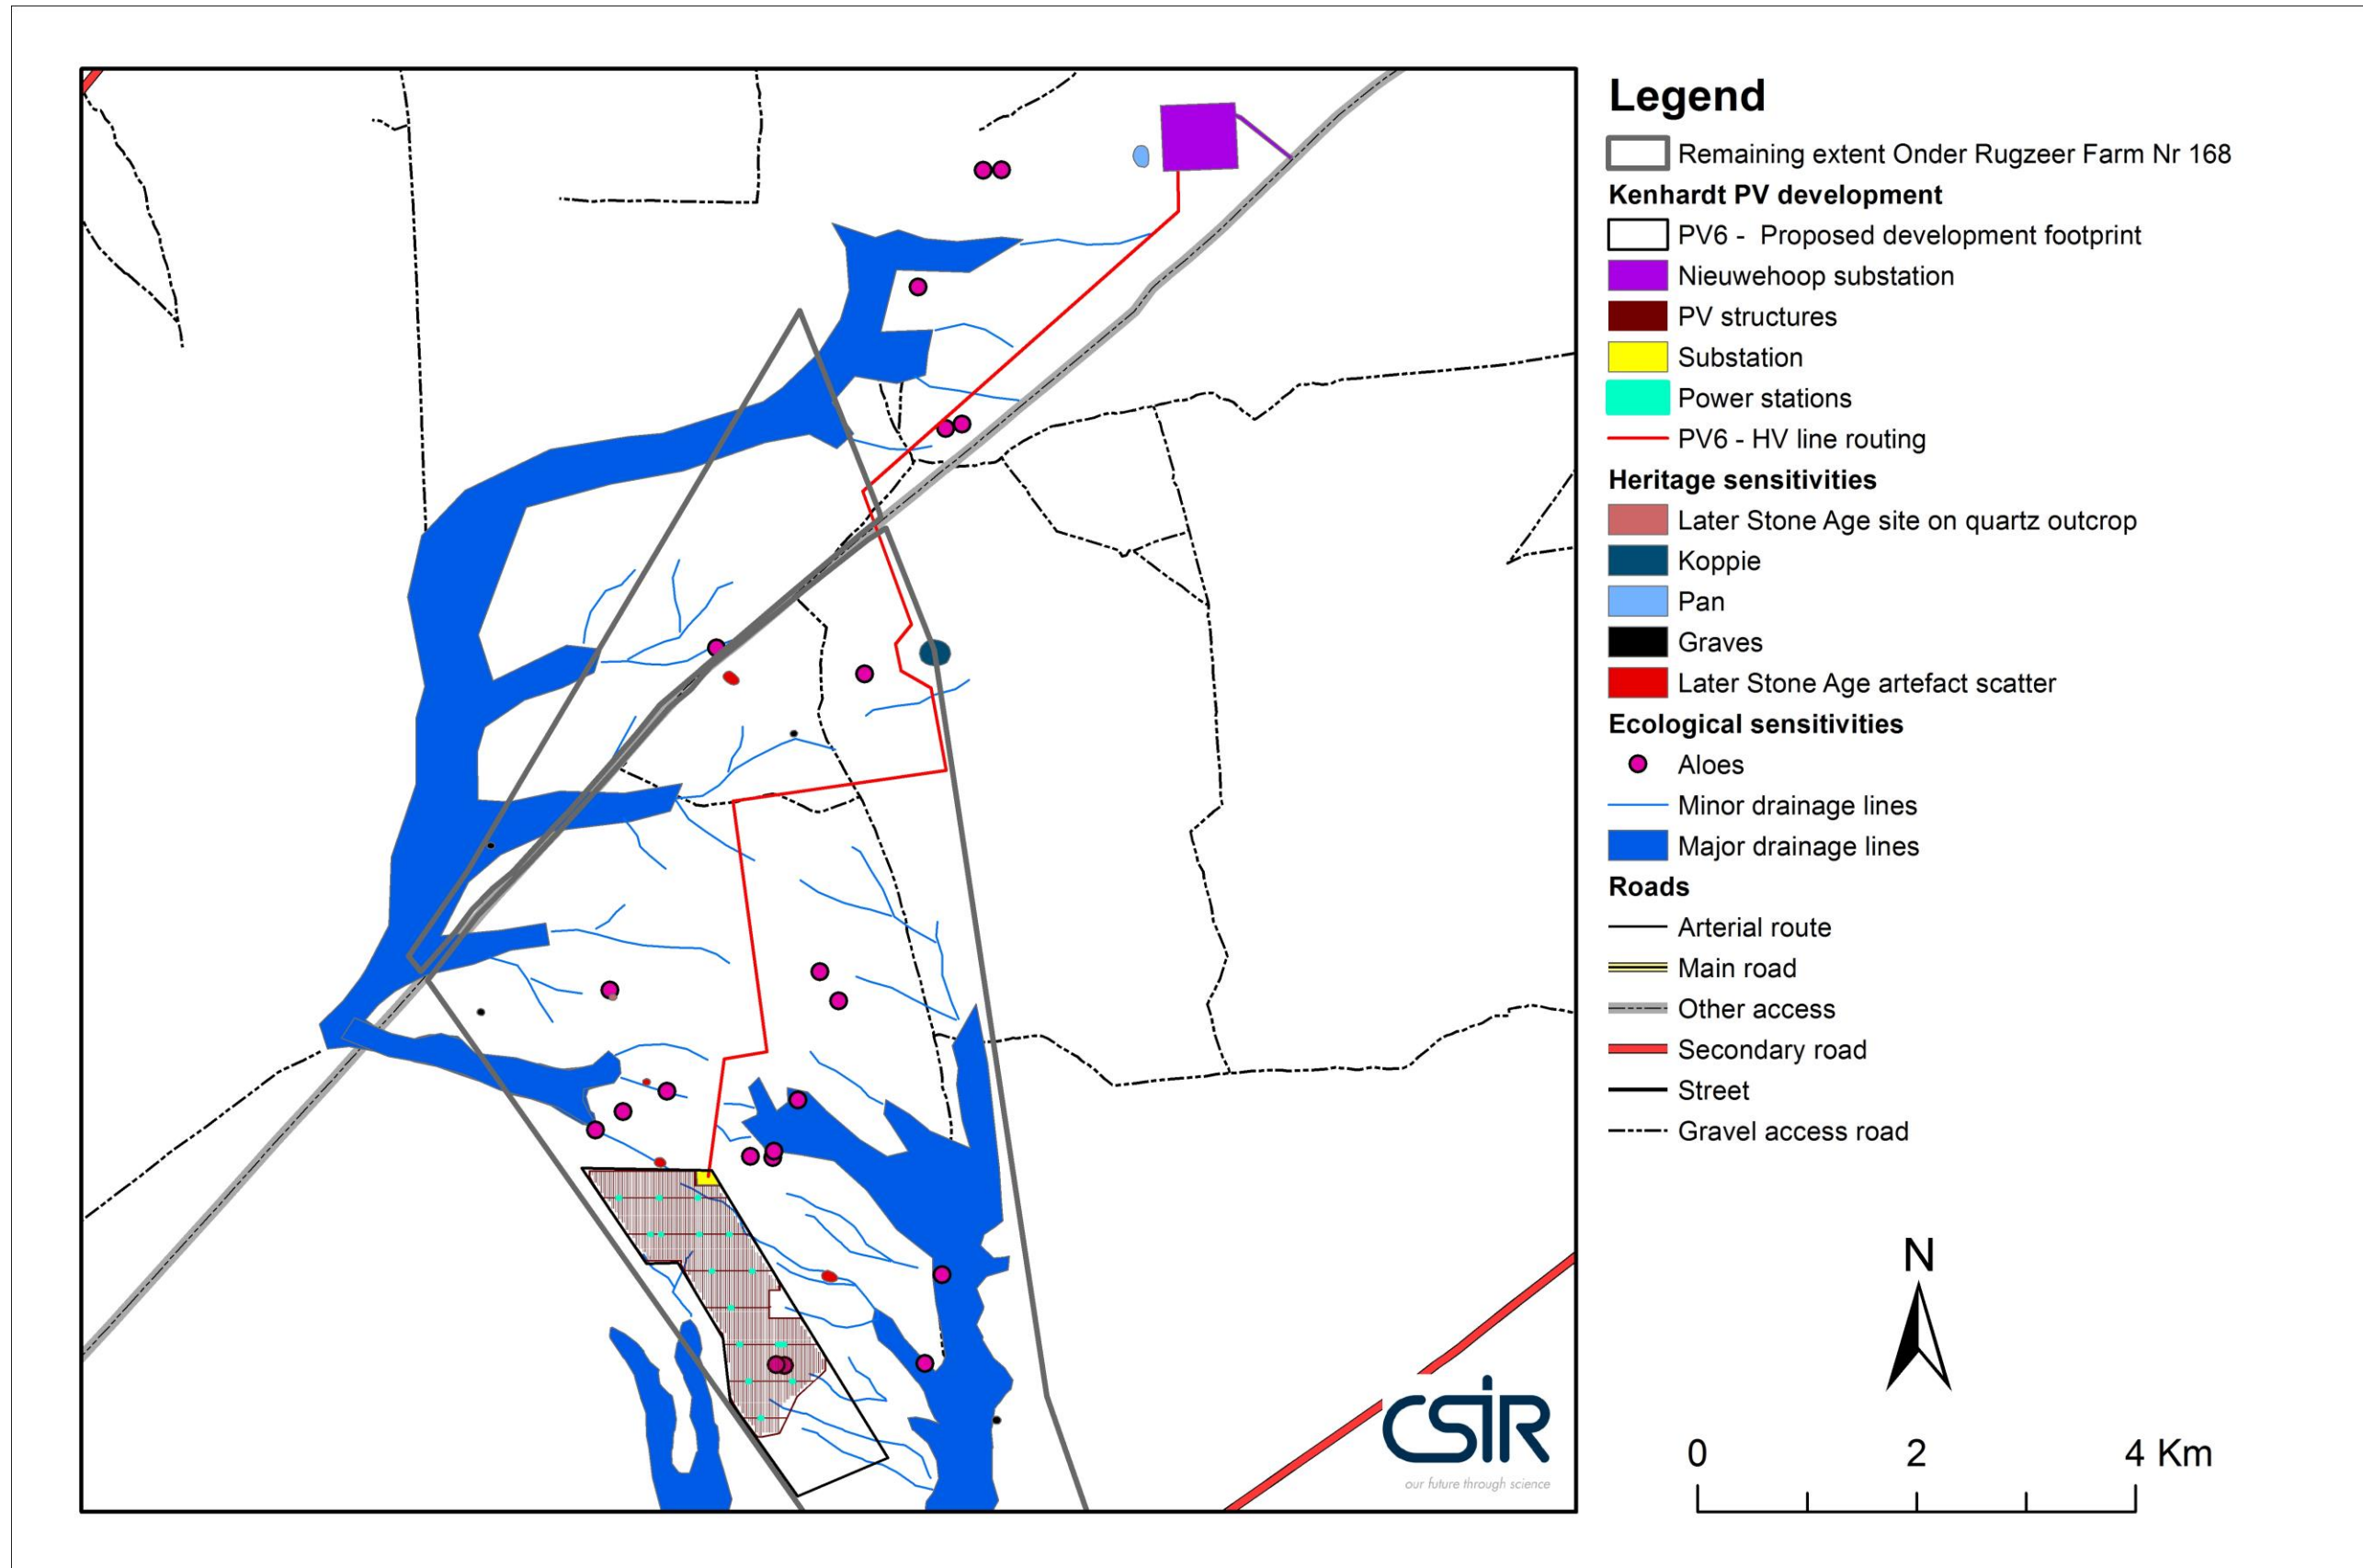 Legend
Remaining extent Onder Rugzeer Farm Nr 168
Kenhardt PV development
PV6 - Proposed development footprint
Nieuwehoop substation
PV structures
Substation
Power stations
PV6 - HV line routing
Heritage sensitivities
Later Stone Age site on quartz outcrop
Koppie
Pan
Graves
Later Stone Age artefact scatter
Ecological sensitivities
Aloes
Minor drainage lines
Major drainage lines
Roads
Arterial route
Main road
Other access
Secondary road
Street
Gravel access road
N
0 2 4 Km
CSIR
our future through science